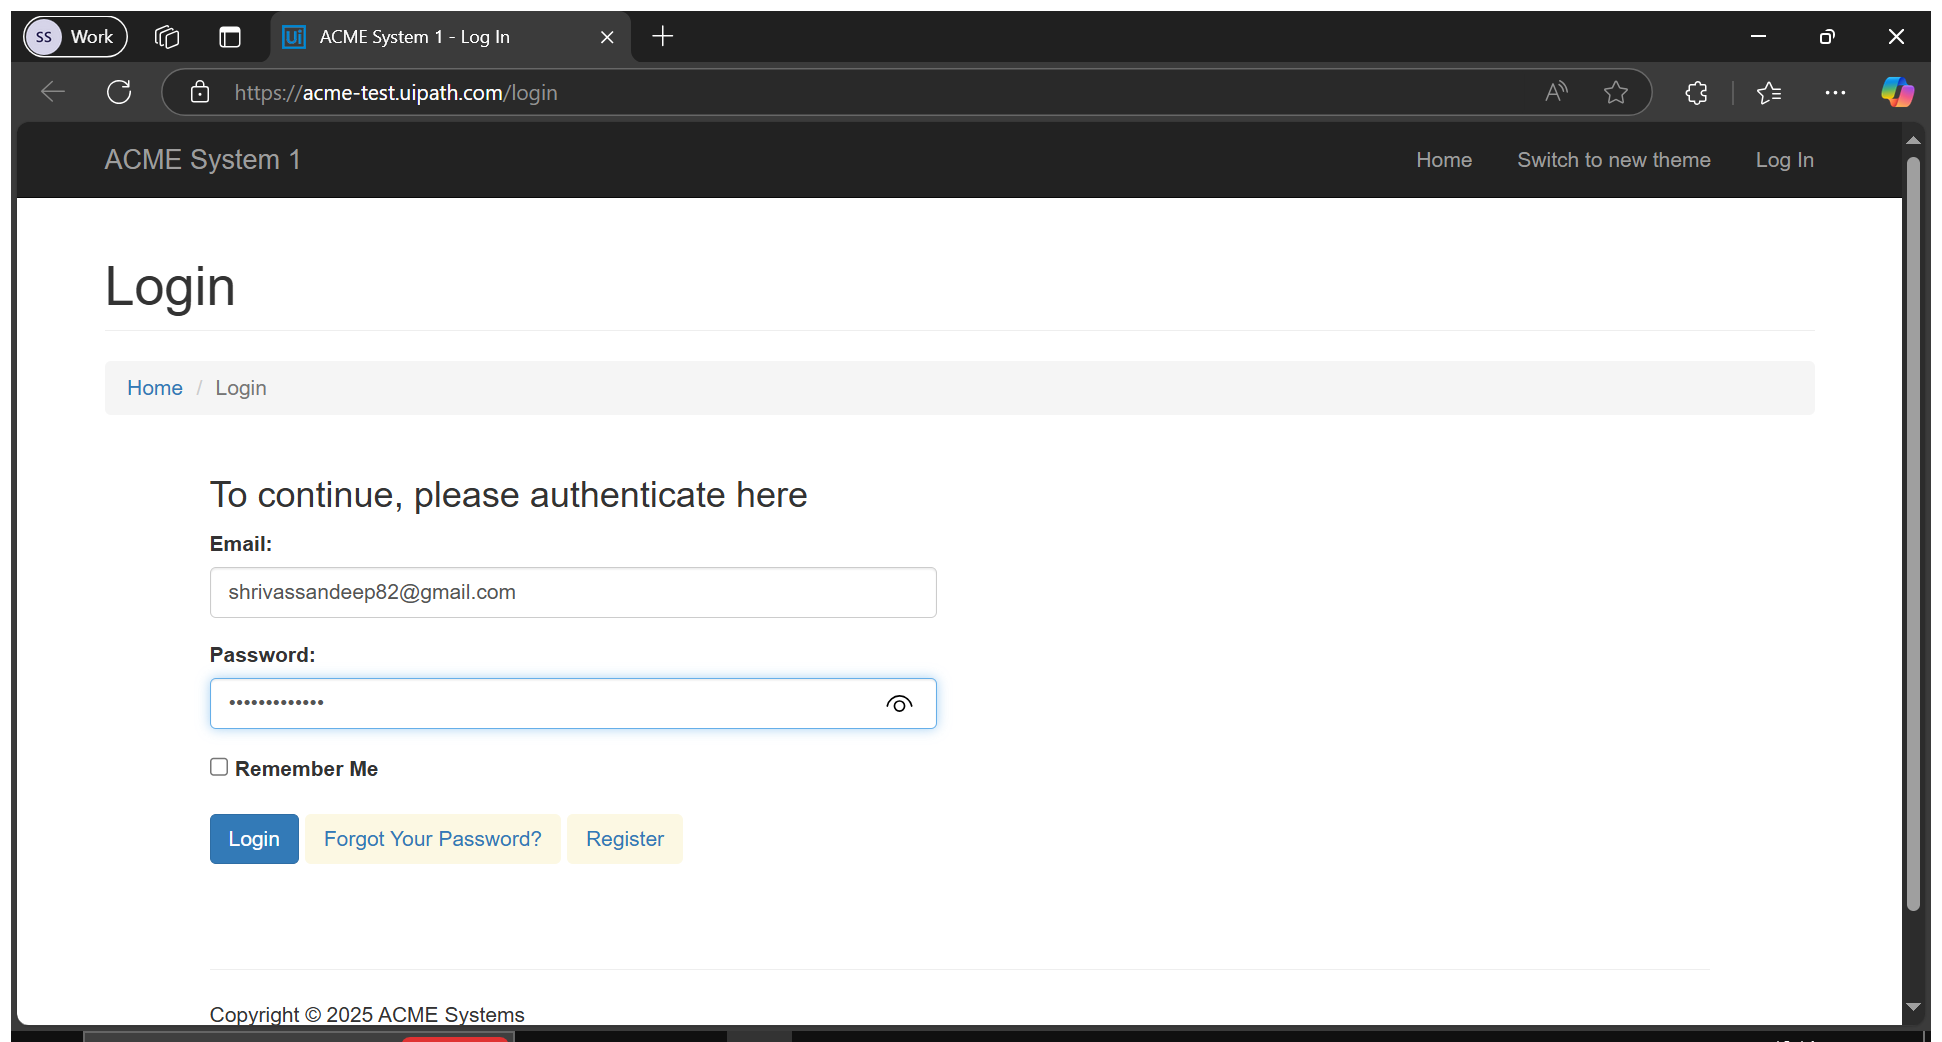 SS Work
Ui ACME System 1 - Log In
https://acme-test.uipath.com/login
ACME System 1
Home Switch to new theme Log In
Login
Home / Login
To continue, please authenticate here
Email:
shrivassandeep82@gmail.com
Password:
•••••••••••••
Remember Me
Login Forgot Your Password? Register
Copyright © 2025 ACME Systems